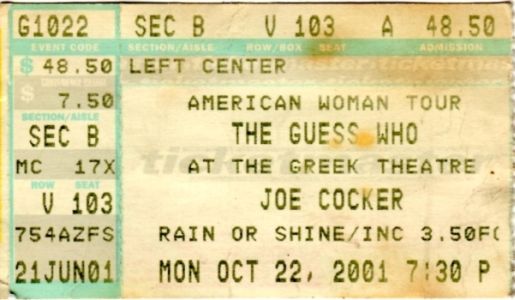 G1022 SEC B V 103 A 48.50
EVENT CODE SECTION/AISLE ROW/BOX SEAT ADMISSION
$ 48.50 LEFT CENTER
7.50 AMERICAN WOMAN TOUR
SECTION/AISLE
SEC B THE GUESS WHO
MC 17X AT THE GREEK THEATRE
ROW SEAT
V 103 JOE COCKER
754AZFS RAIN OR SHINE/INC 3.50FC
21JUN01 MON OCT 22, 2001 7:30 P